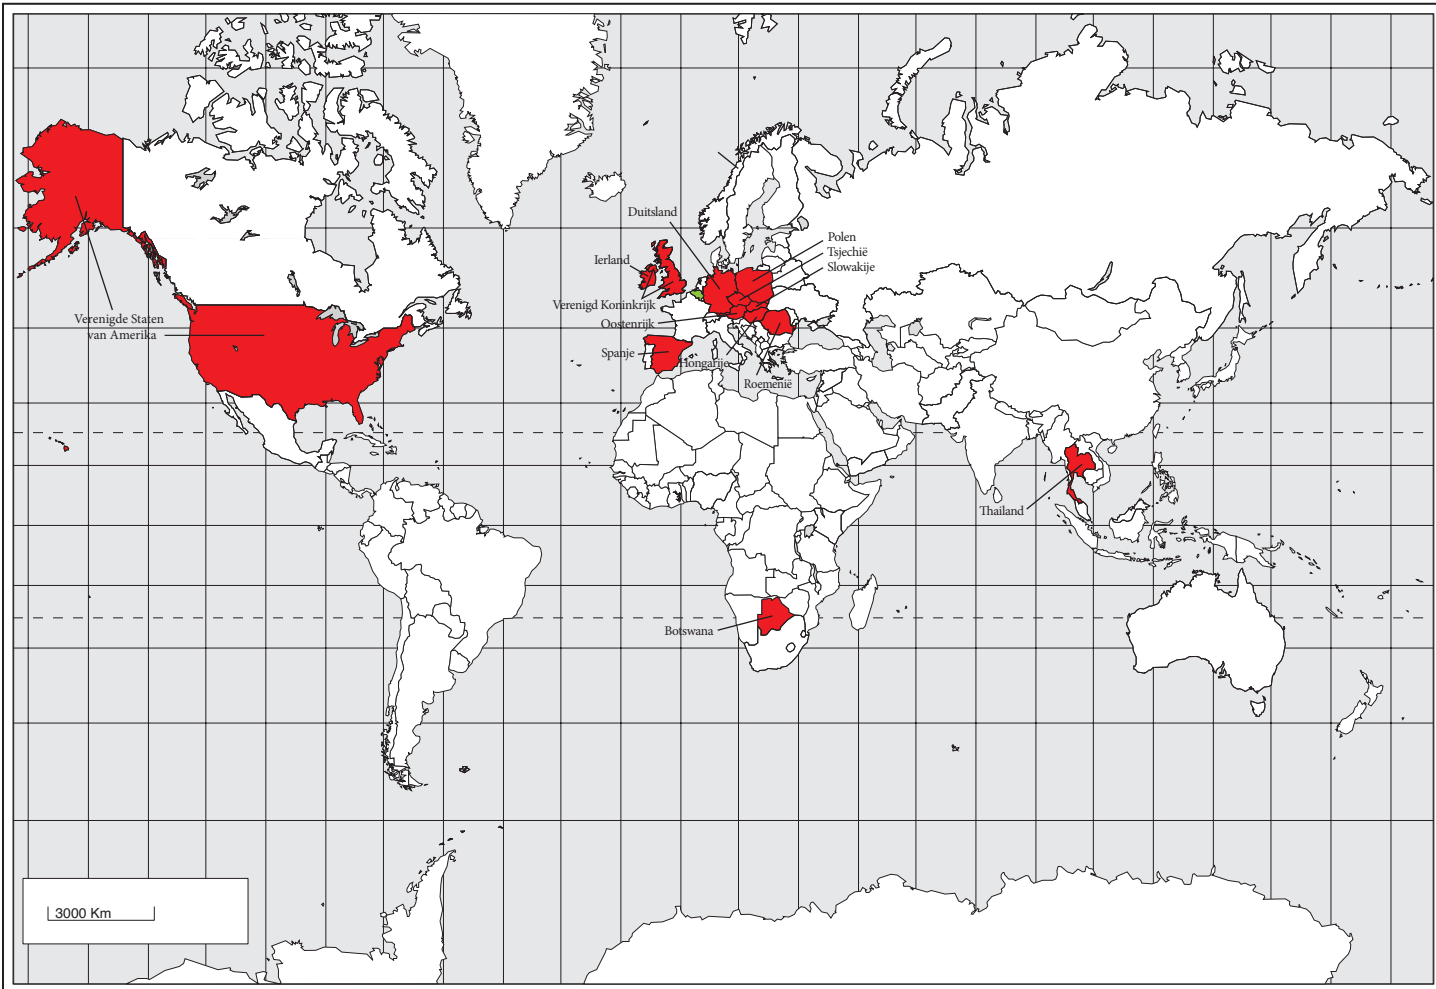 Duitsland
Polen
Tsjechië
Slowakije
Ierland
Verenigd Koninkrijk
Oostenrijk
Verenigde Staten
van Amerika
Spanje
Hongarije
Roemenië
Thailand
Botswana
3000 Km